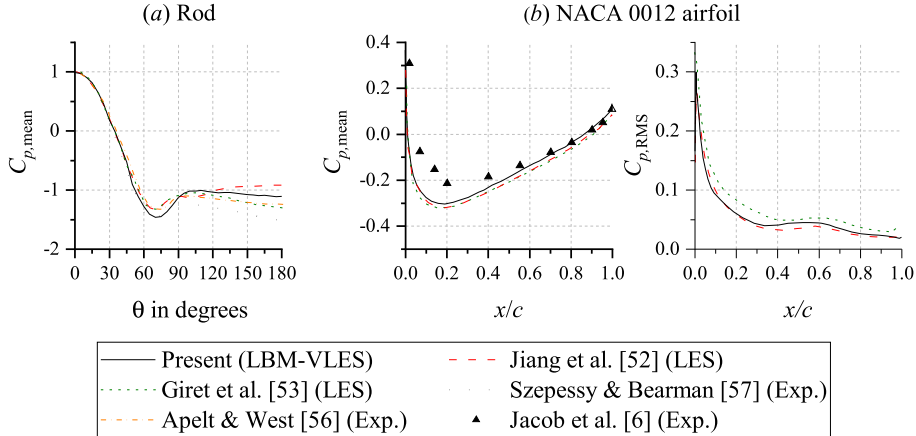 (a) Rod
(b) NACA 0012 airfoil
1
0
-1
-2
C_{p,mean}
0 30 60 90 120 150 180
θ in degrees
0.4
0.2
0.0
-0.2
-0.4
C_{p,mean}
0.0 0.2 0.4 0.6 0.8 1.0
x/c
0.3
0.2
0.1
0.0
C_{p,RMS}
0.0 0.2 0.4 0.6 0.8 1.0
x/c
Present (LBM-VLES)
Jiang et al. [52] (LES)
Giret et al. [53] (LES)
Szepessy & Bearman [57] (Exp.)
Apelt & West [56] (Exp.)
Jacob et al. [6] (Exp.)